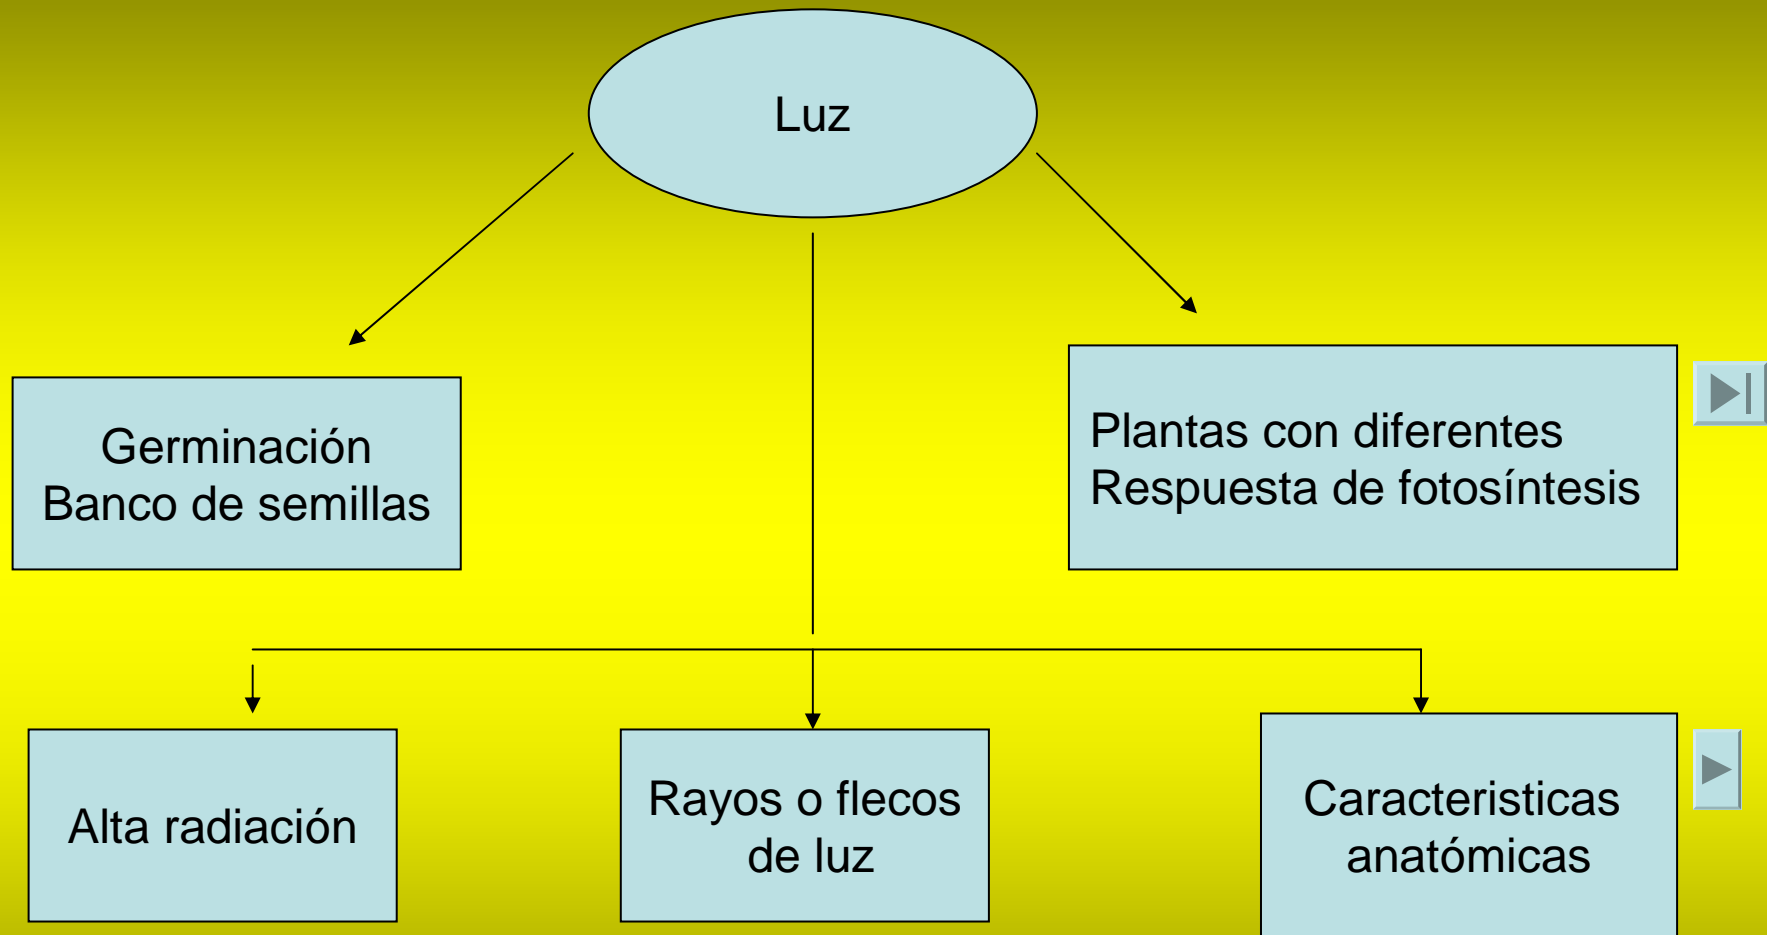 Luz
Germinación
Banco de semillas
Plantas con diferentes
Respuesta de fotosíntesis
Alta radiación
Rayos o flecos
de luz
Caracteristicas
anatómicas